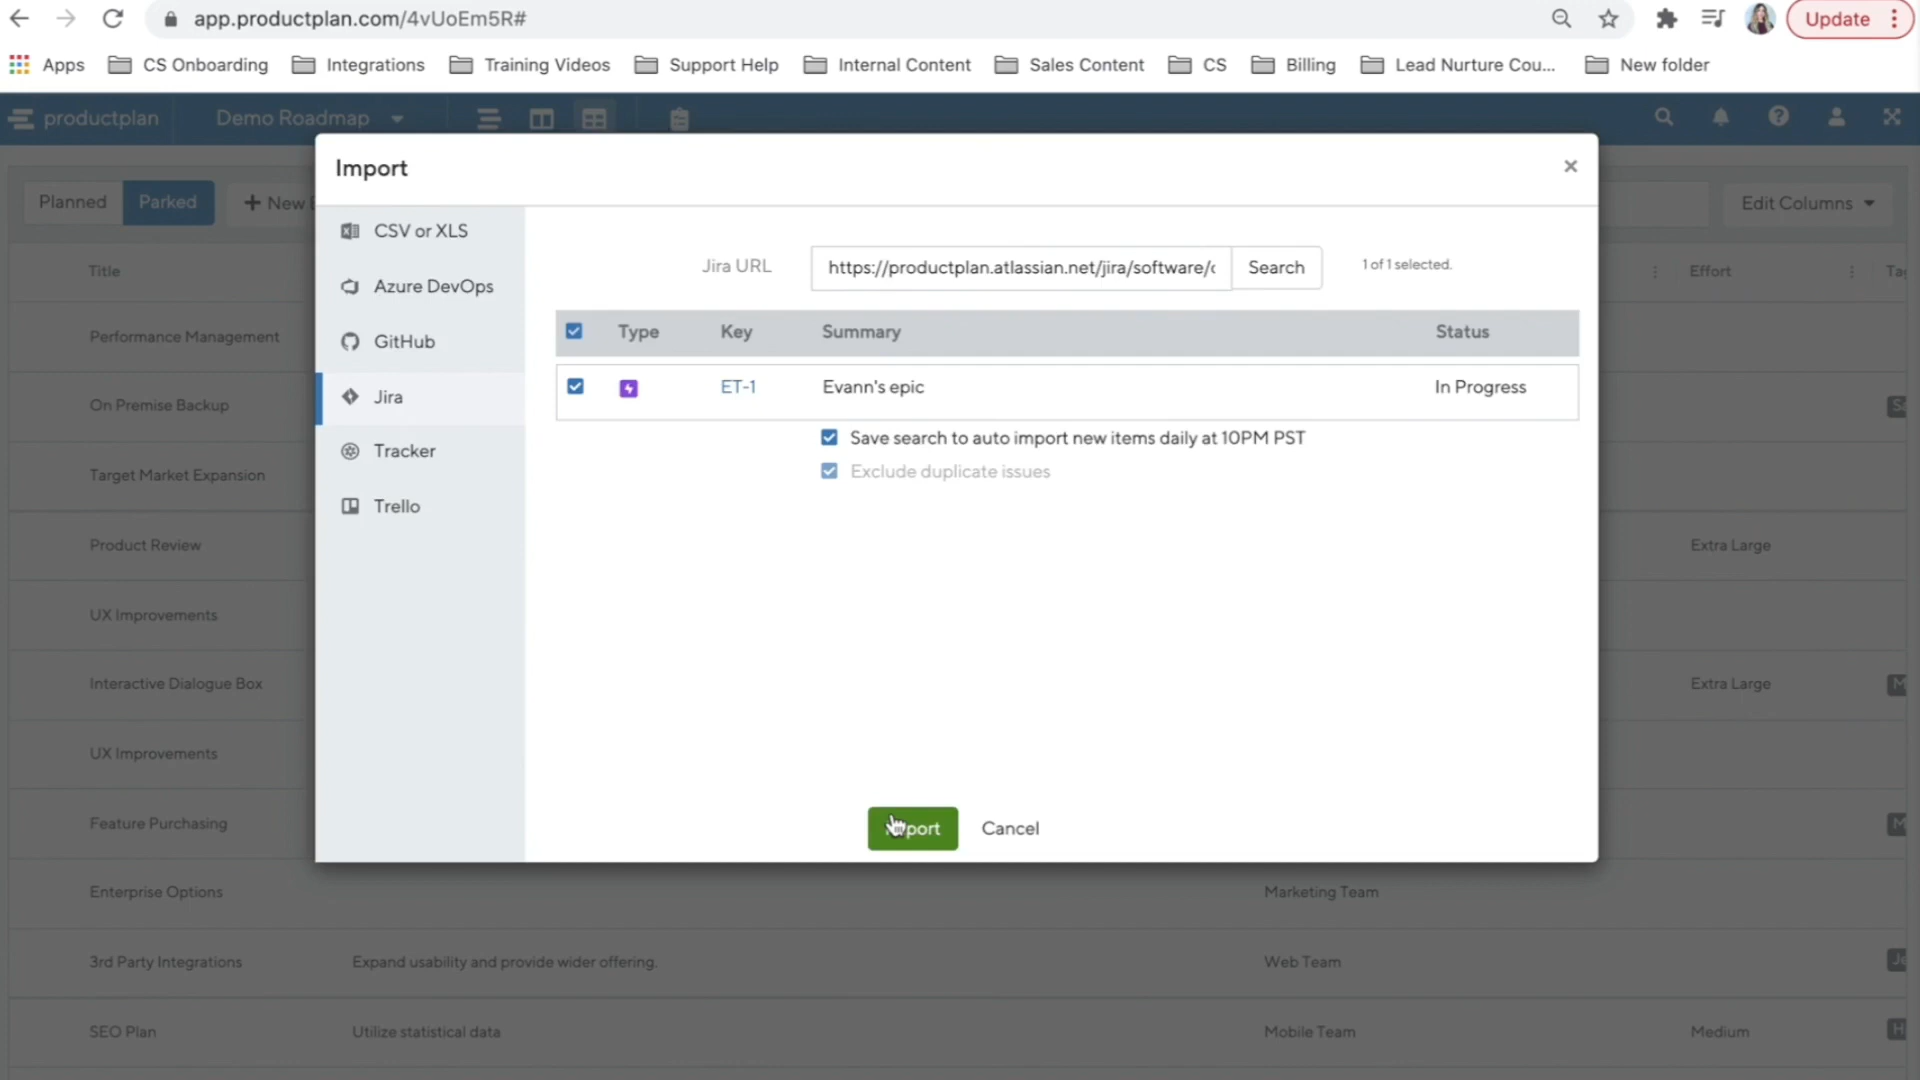 app.productplan.com/4vUoEm5R#
Update
Apps CS Onboarding Integrations Training Videos Support Help Internal Content Sales Content CS Billing Lead Nurture Cou... New folder
productplan Demo Roadmap
Import
Planned Parked + New
Edit Columns
CSV or XLS
Azure DevOps
GitHub
Jira
Tracker
Trello
Jira URL https://productplan.atlassian.net/jira/software/ Search 1 of 1 selected.
Type Key Summary Status
ET-1 Evann's epic In Progress
Save search to auto import new items daily at 10PM PST
Exclude duplicate issues
Cancel
Title Effort
Performance Management
On Premise Backup
Target Market Expansion
Product Review Extra Large
UX Improvements
Interactive Dialogue Box Extra Large
UX Improvements
Feature Purchasing
Enterprise Options Marketing Team
3rd Party Integrations Expand usability and provide wider offering. Web Team
SEO Plan Utilize statistical data Mobile Team Medium